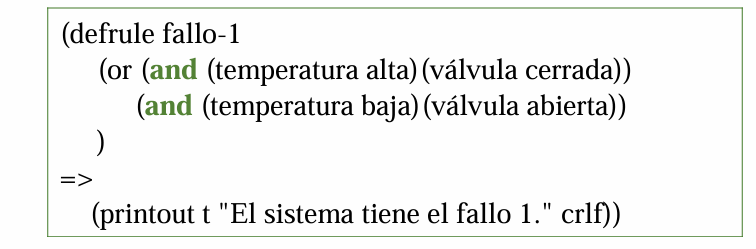 (defrule fallo-1
(or (and (temperatura alta)(válvula cerrada))
(and (temperatura baja)(válvula abierta))
)
=>
(printout t "El sistema tiene el fallo 1." crlf))